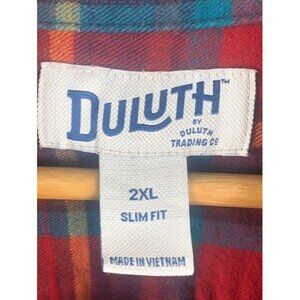 DULUTH™
BY
DULUTH
TRADING CO
2XL
SLIM FIT
MADE IN VIETNAM